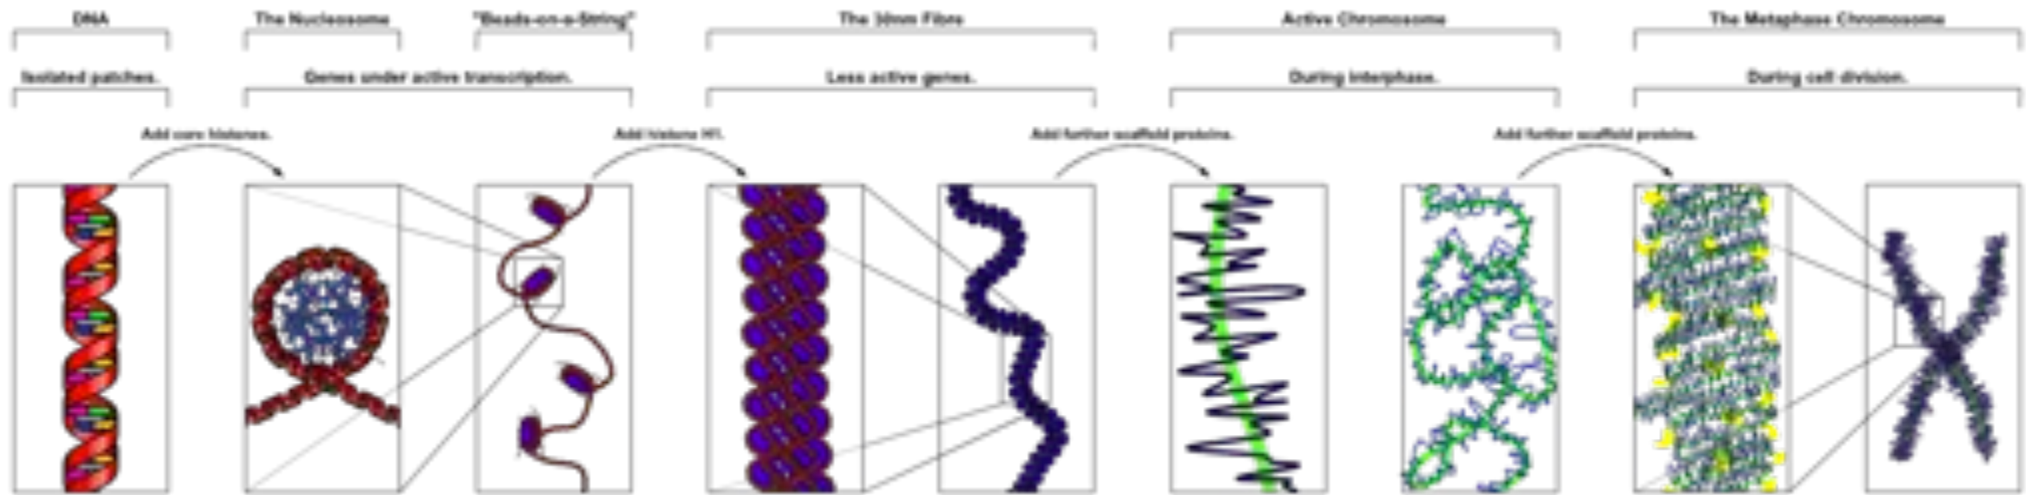 DNA
The Nucleosome
"Beads-on-a-String"
The 30nm Fibre
Active Chromosome
The Metaphase Chromosome
Isolated patches.
Genes under active transcription.
Less active genes.
During interphase.
During cell division.
Add core histones.
Add histone H1.
Add further scaffold proteins.
Add further scaffold proteins.